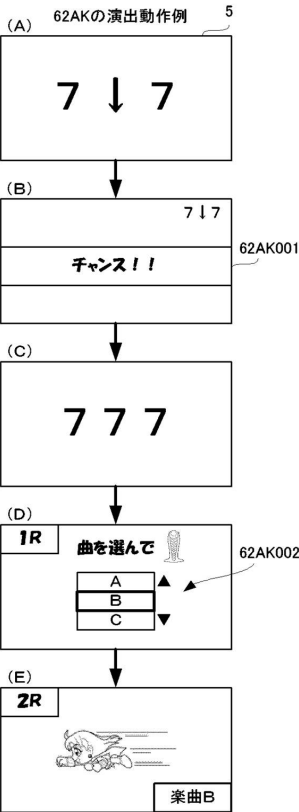 62AKの演出動作例
5
(A)
7 ↓ 7
(B)
7↓7
チャンス!!
62AK001
(C)
7 7 7
(D)
1R
曲を選んで
62AK002
A ▲
B
C ▼
(E)
2R
楽曲B